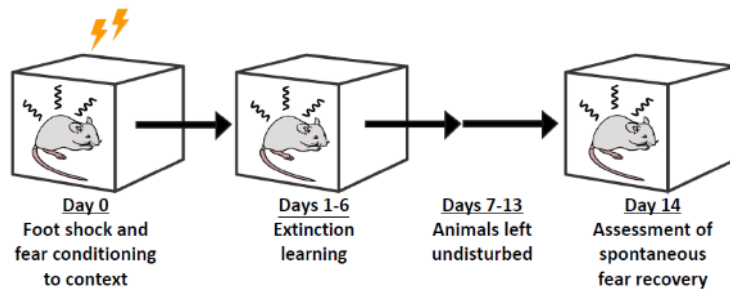 Day 0
Foot shock and
fear conditioning
to context
Days 1-6
Extinction
learning
Days 7-13
Animals left
undisturbed
Day 14
Assessment of
spontaneous
fear recovery